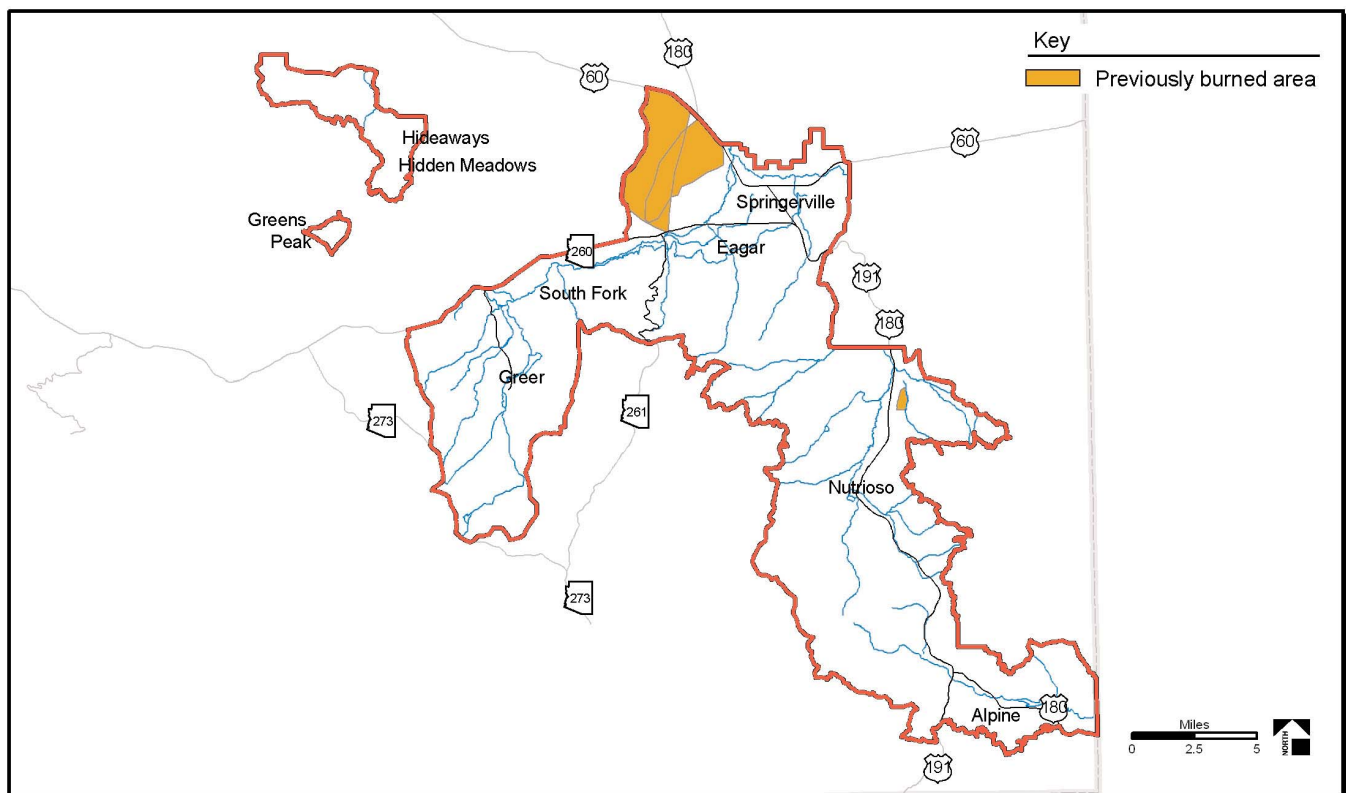 Key
Previously burned area
180
60
60
Hideaways
Hidden Meadows
Springerville
Greens
Peak
Eagar
260
191
South Fork
180
Greer
273
261
Nutrioso
273
Alpine
180
191
Miles
0 2.5 5
NORTH